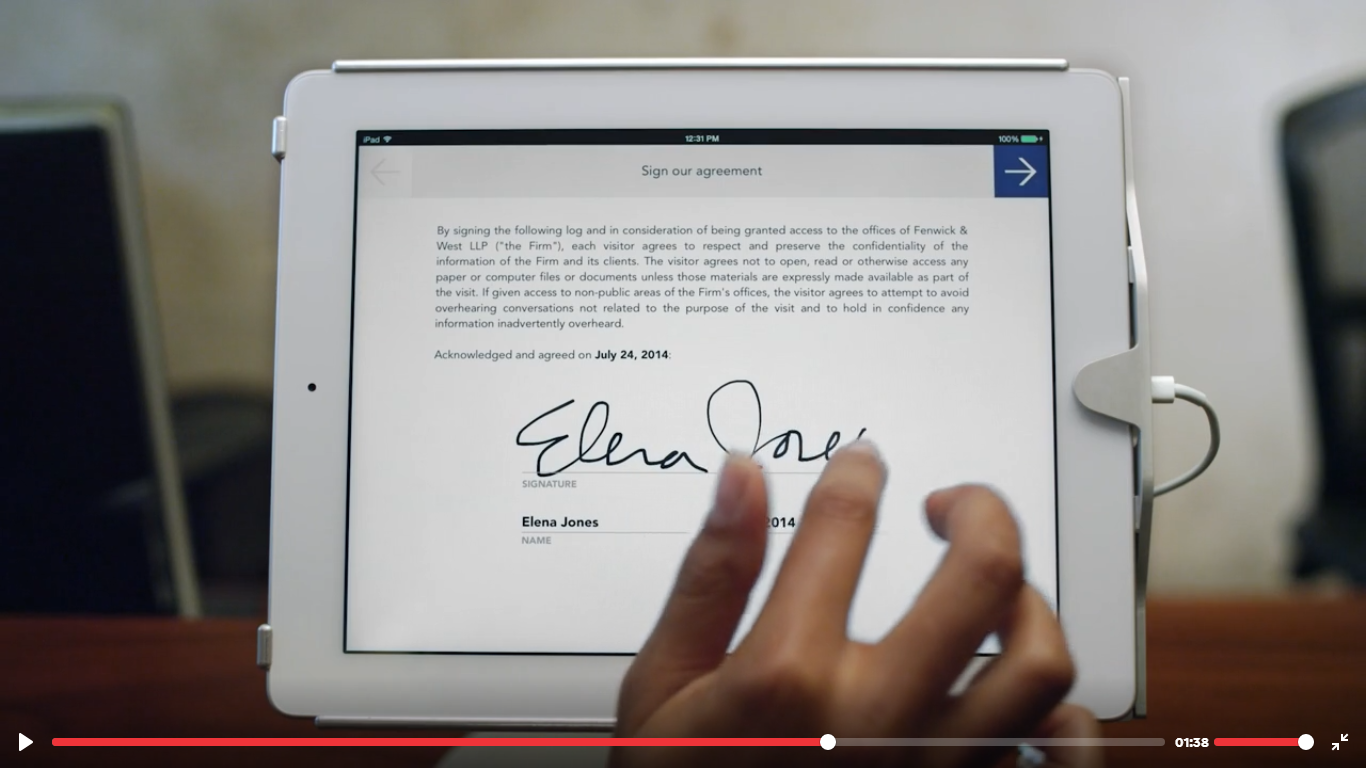 iPad 12:31 PM 100%
Sign our agreement
By signing the following log and in consideration of being granted access to the offices of Fenwick &
West LLP ("the Firm"), each visitor agrees to respect and preserve the confidentiality of the
information of the Firm and its clients. The visitor agrees not to open, read or otherwise access any
paper or computer files or documents unless those materials are expressly made available as part of
the visit. If given access to non-public areas of the Firm's offices, the visitor agrees to attempt to avoid
overhearing conversations not related to the purpose of the visit and to hold in confidence any
information inadvertently overheard.
Acknowledged and agreed on July 24, 2014:
Elena Jones
SIGNATURE
Elena Jones 2014
NAME
01:38